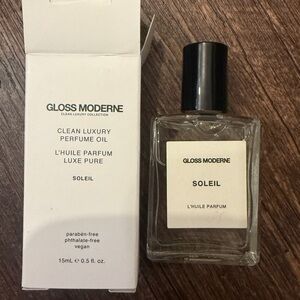 GLOSS MODERNE
CLEAN LUXURY COLLECTION
CLEAN LUXURY
PERFUME OIL
L'HUILE PARFUM
LUXE PURE
SOLEIL
paraben-free
phthalate-free
vegan
15mL ℮ 0.5 fl. oz.
GLOSS MODERNE
SOLEIL
L'HUILE PARFUM